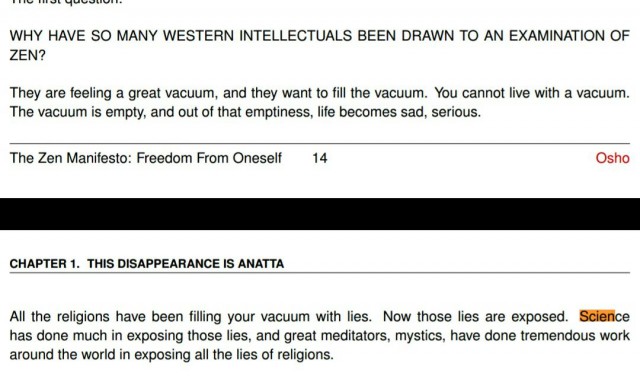 The first question:
WHY HAVE SO MANY WESTERN INTELLECTUALS BEEN DRAWN TO AN EXAMINATION OF
ZEN?
They are feeling a great vacuum, and they want to fill the vacuum. You cannot live with a vacuum.
The vacuum is empty, and out of that emptiness, life becomes sad, serious.
The Zen Manifesto: Freedom From Oneself 14 Osho
CHAPTER 1. THIS DISAPPEARANCE IS ANATTA
All the religions have been filling your vacuum with lies. Now those lies are exposed. Science
has done much in exposing those lies, and great meditators, mystics, have done tremendous work
around the world in exposing all the lies of religions.